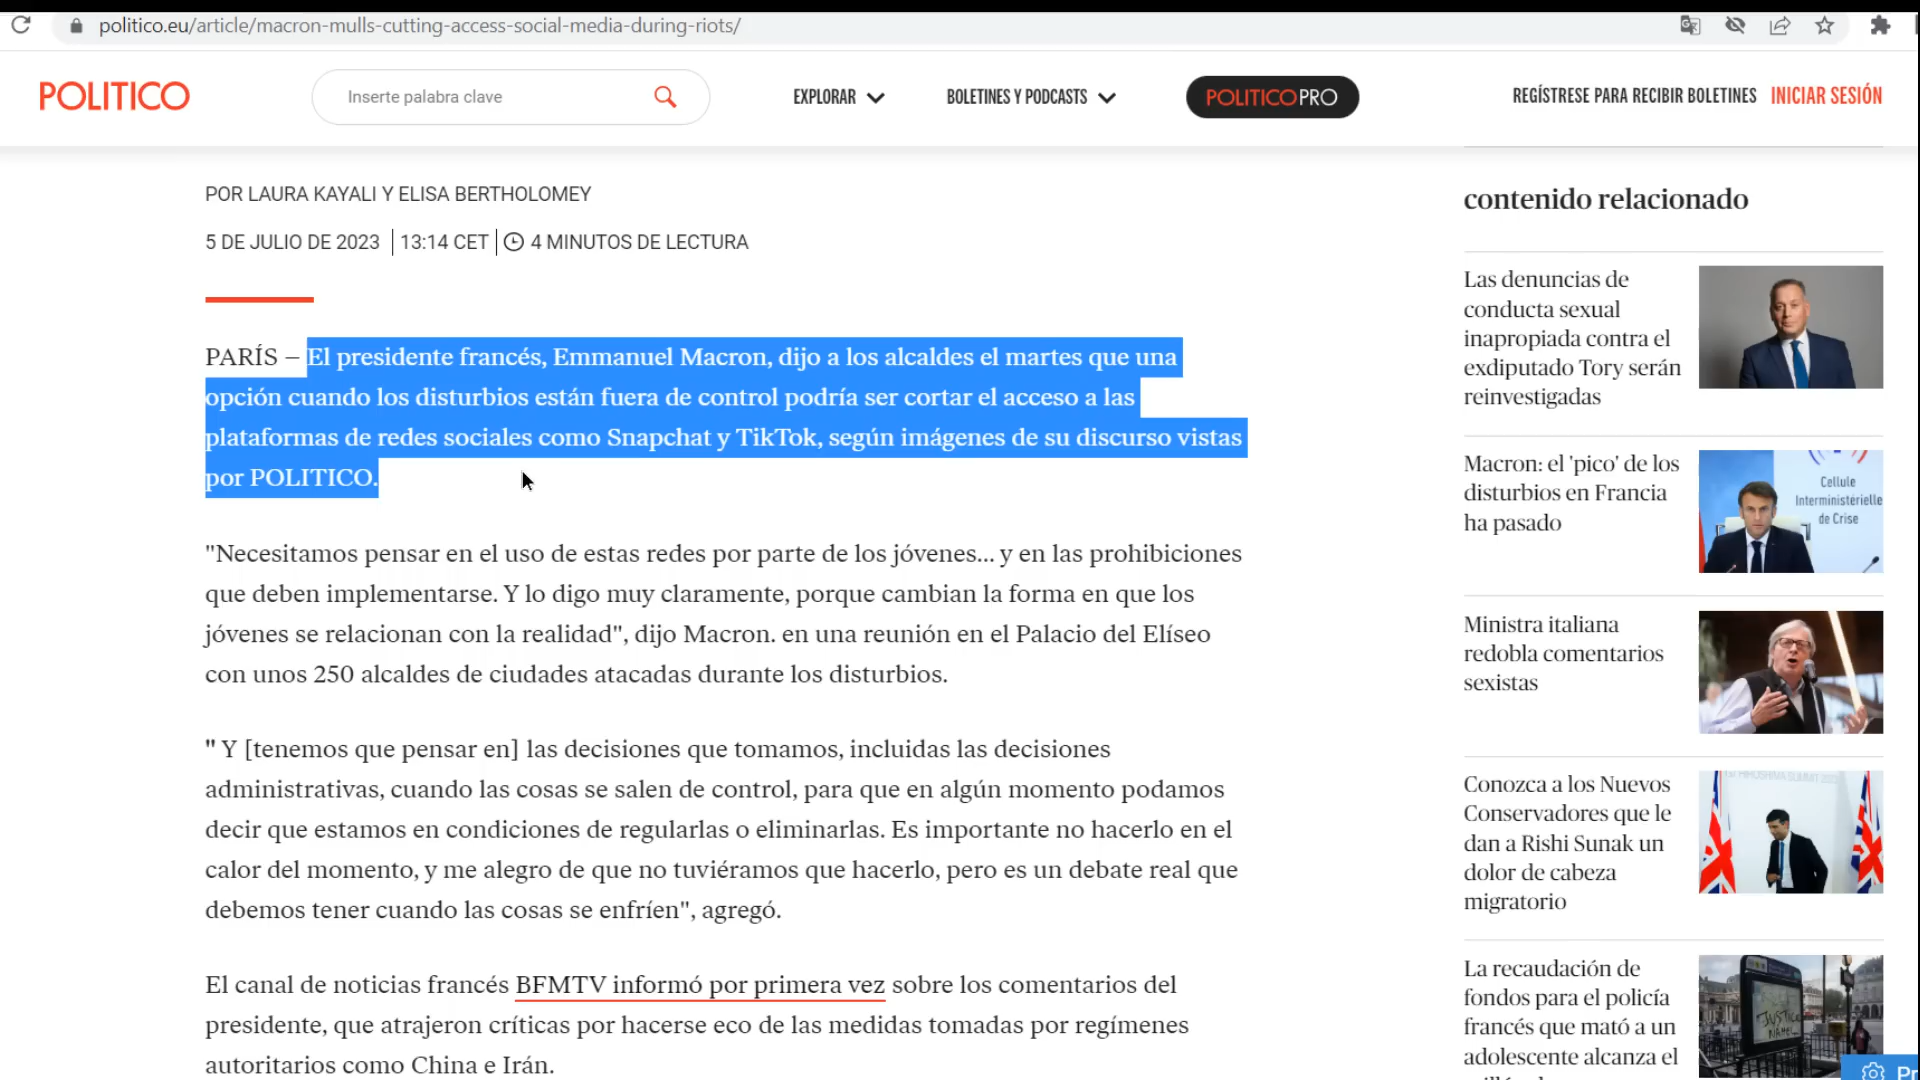 politico.eu/article/macron-mulls-cutting-access-social-media-during-riots/
POLITICO
Inserte palabra clave
EXPLORAR
BOLETINES Y PODCASTS
POLITICO PRO
REGÍSTRESE PARA RECIBIR BOLETINES
INICIAR SESIÓN
POR LAURA KAYALI Y ELISA BERTHOLOMEY
5 DE JULIO DE 2023 | 13:14 CET | 4 MINUTOS DE LECTURA
PARÍS – El presidente francés, Emmanuel Macron, dijo a los alcaldes el martes que una
opción cuando los disturbios están fuera de control podría ser cortar el acceso a las
plataformas de redes sociales como Snapchat y TikTok, según imágenes de su discurso vistas
por POLITICO.
"Necesitamos pensar en el uso de estas redes por parte de los jóvenes... y en las prohibiciones
que deben implementarse. Y lo digo muy claramente, porque cambian la forma en que los
jóvenes se relacionan con la realidad", dijo Macron. en una reunión en el Palacio del Elíseo
con unos 250 alcaldes de ciudades atacadas durante los disturbios.
" Y [tenemos que pensar en] las decisiones que tomamos, incluidas las decisiones
administrativas, cuando las cosas se salen de control, para que en algún momento podamos
decir que estamos en condiciones de regularlas o eliminarlas. Es importante no hacerlo en el
calor del momento, y me alegro de que no tuviéramos que hacerlo, pero es un debate real que
debemos tener cuando las cosas se enfríen", agregó.
El canal de noticias francés BFMTV informó por primera vez sobre los comentarios del
presidente, que atrajeron críticas por hacerse eco de las medidas tomadas por regímenes
autoritarios como China e Irán.
contenido relacionado
Las denuncias de
conducta sexual
inapropiada contra el
exdiputado Tory serán
reinvestigadas
Macron: el 'pico' de los
disturbios en Francia
ha pasado
Cellule
Interministérielle
de Crise
Ministra italiana
redobla comentarios
sexistas
Conozca a los Nuevos
Conservadores que le
dan a Rishi Sunak un
dolor de cabeza
migratorio
La recaudación de
fondos para el policía
francés que mató a un
adolescente alcanza el
JUSTICE
Pr